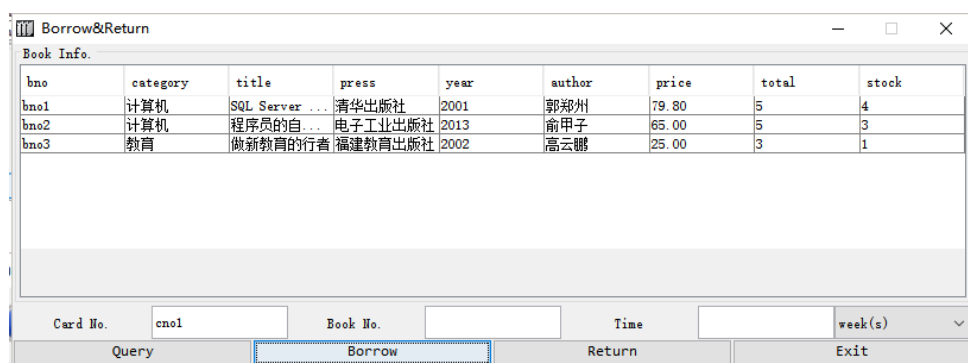 Borrow&Return
Book Info.
bno category title press year author price total stock
bno1 计算机 SQL Server ... 清华出版社 2001 郭郑州 79.80 5 4
bno2 计算机 程序员的自... 电子工业出版社 2013 俞甲子 65.00 5 3
bno3 教育 做新教育的行者 福建教育出版社 2002 高云鹏 25.00 3 1
Card No. cno1 Book No. Time week(s)
Query Borrow Return Exit